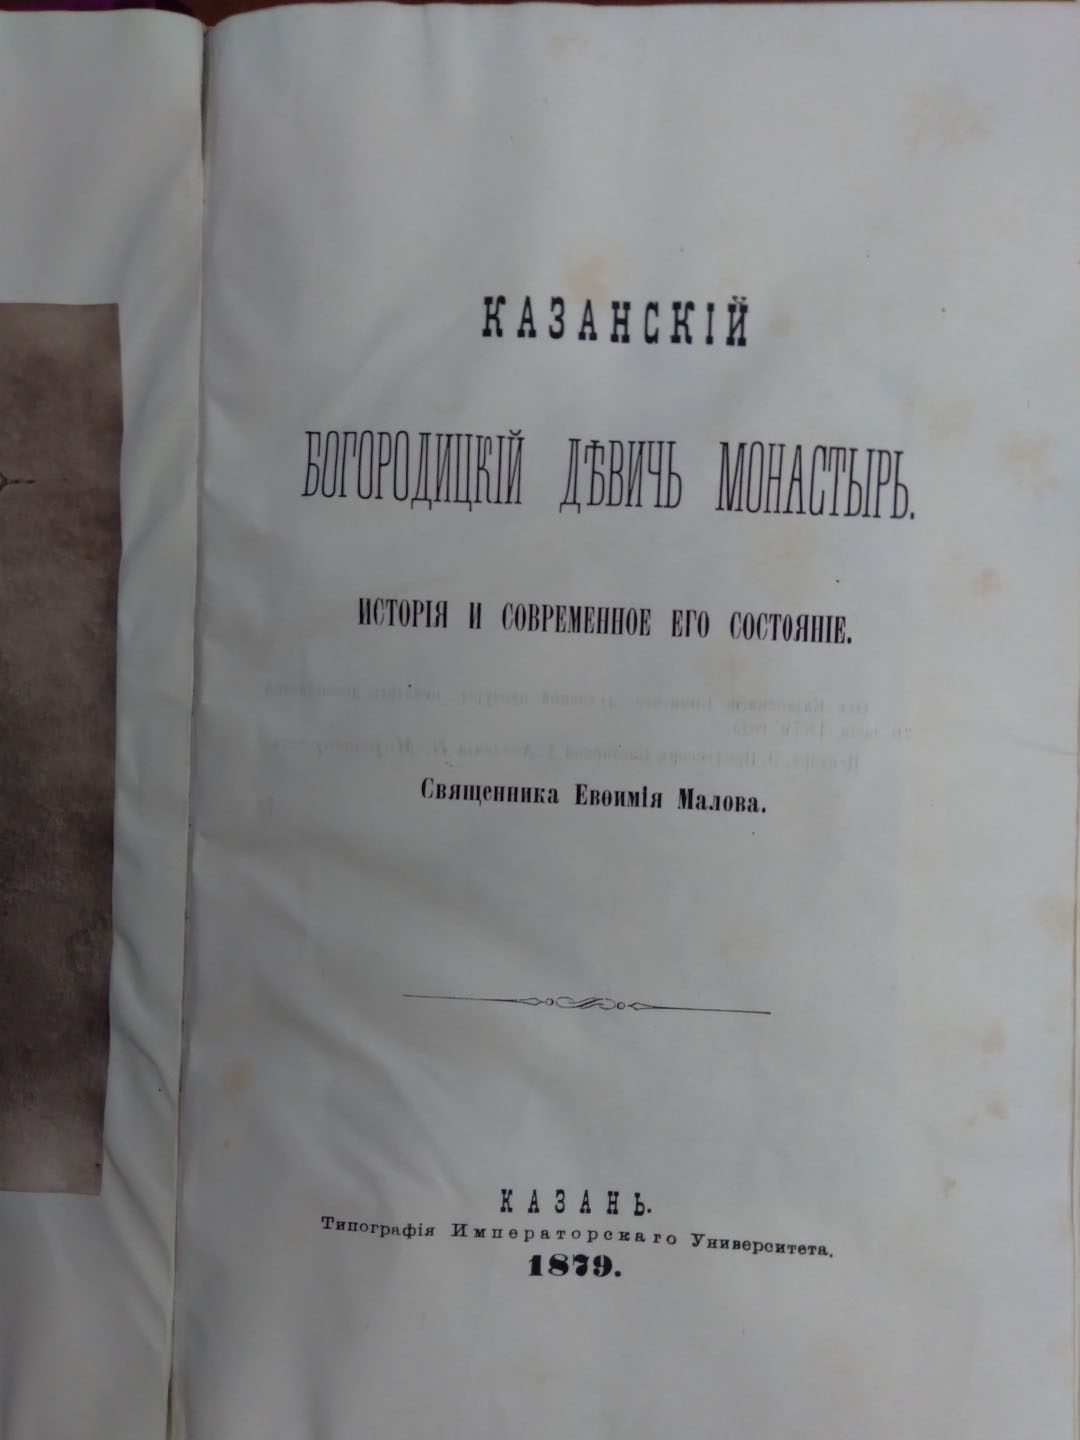 КАЗАНСКІЙ
БОГОРОДИЦКІЙ ДѢВИЧЬ МОНАСТЫРЬ.
ИСТОРІЯ И СОВРЕМЕННОЕ ЕГО СОСТОЯНІЕ.
Священника Евѳимія Малова.
КАЗАНЬ.
Типографія Императорскаго Университета.
1879.